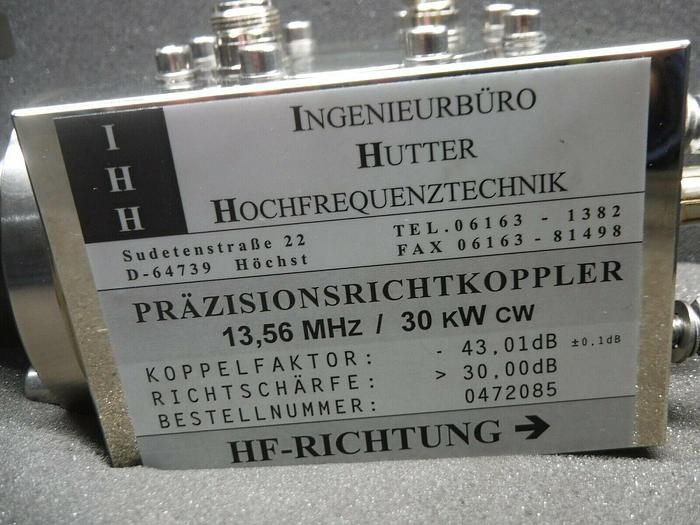 I
H
H
INGENIEURBÜRO
HUTTER
HOCHFREQUENZTECHNIK
Sudetenstraße 22
D-64739 Höchst
TEL.06163 - 1382
FAX 06163 - 81498
PRÄZISIONSRICHTKOPPLER
13,56 MHZ / 30 KW CW
KOPPELFAKTOR: - 43,01dB ±0.1dB
RICHTSCHÄRFE: > 30,00dB
BESTELLNUMMER: 0472085
HF-RICHTUNG →